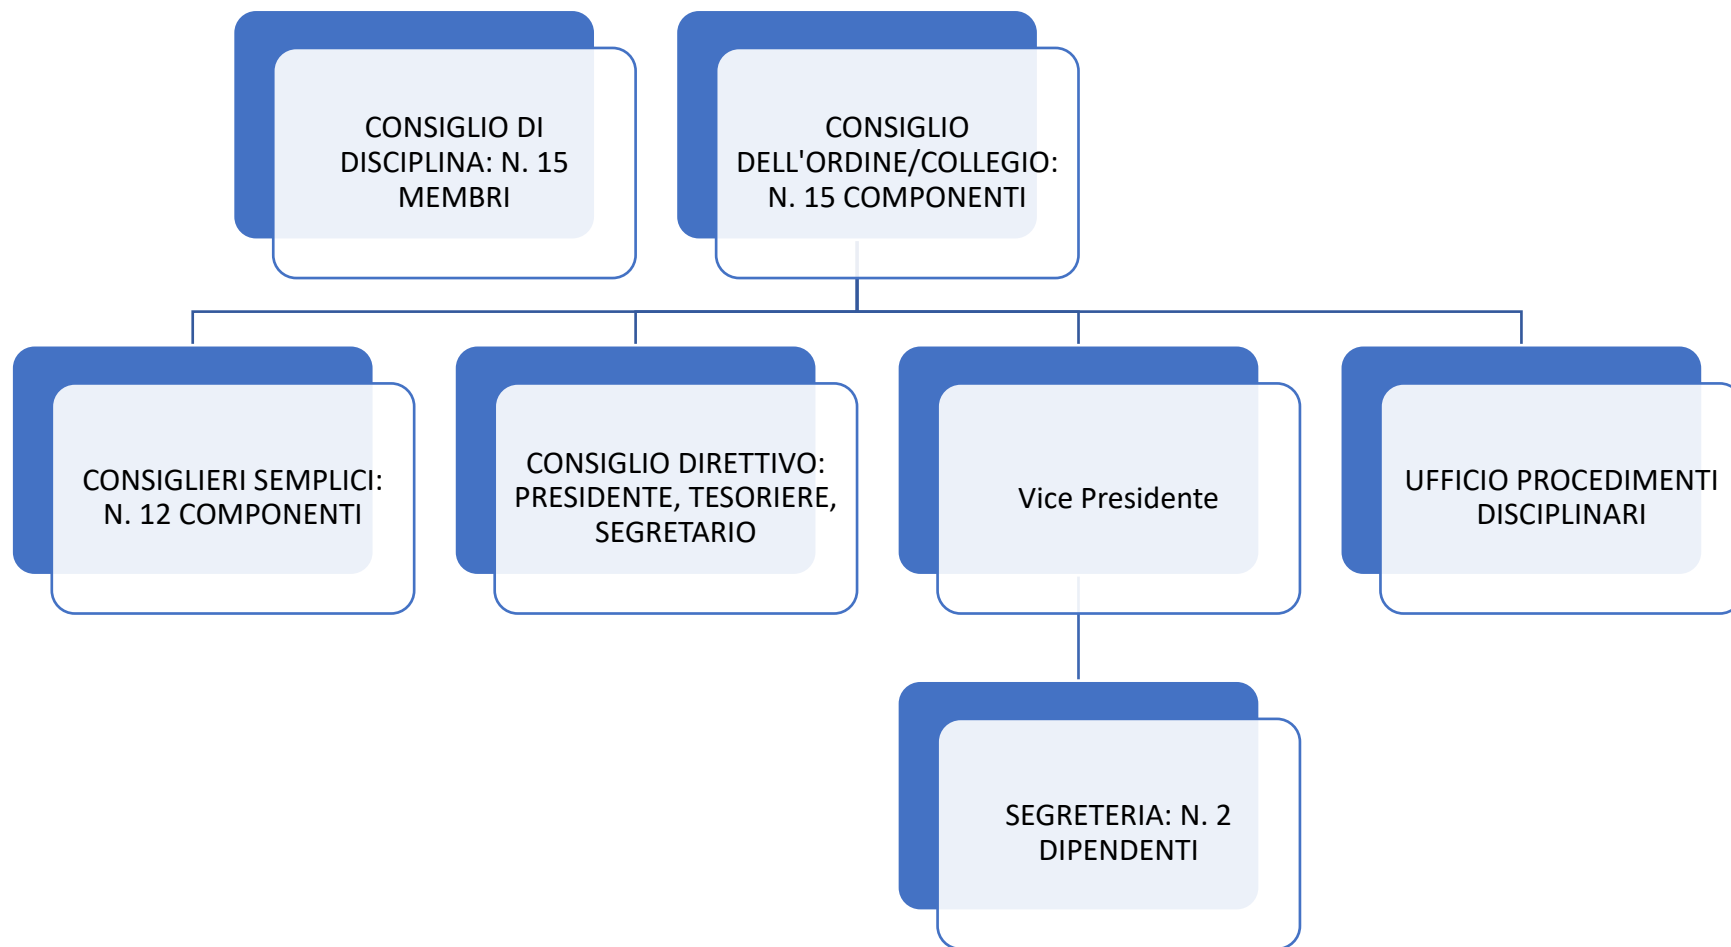 CONSIGLIO DI
DISCIPLINA: N. 15
MEMBRI
CONSIGLIO
DELL'ORDINE/COLLEGIO:
N. 15 COMPONENTI
CONSIGLIERI SEMPLICI:
N. 12 COMPONENTI
CONSIGLIO DIRETTIVO:
PRESIDENTE, TESORIERE,
SEGRETARIO
Vice Presidente
UFFICIO PROCEDIMENTI
DISCIPLINARI
SEGRETERIA: N. 2
DIPENDENTI